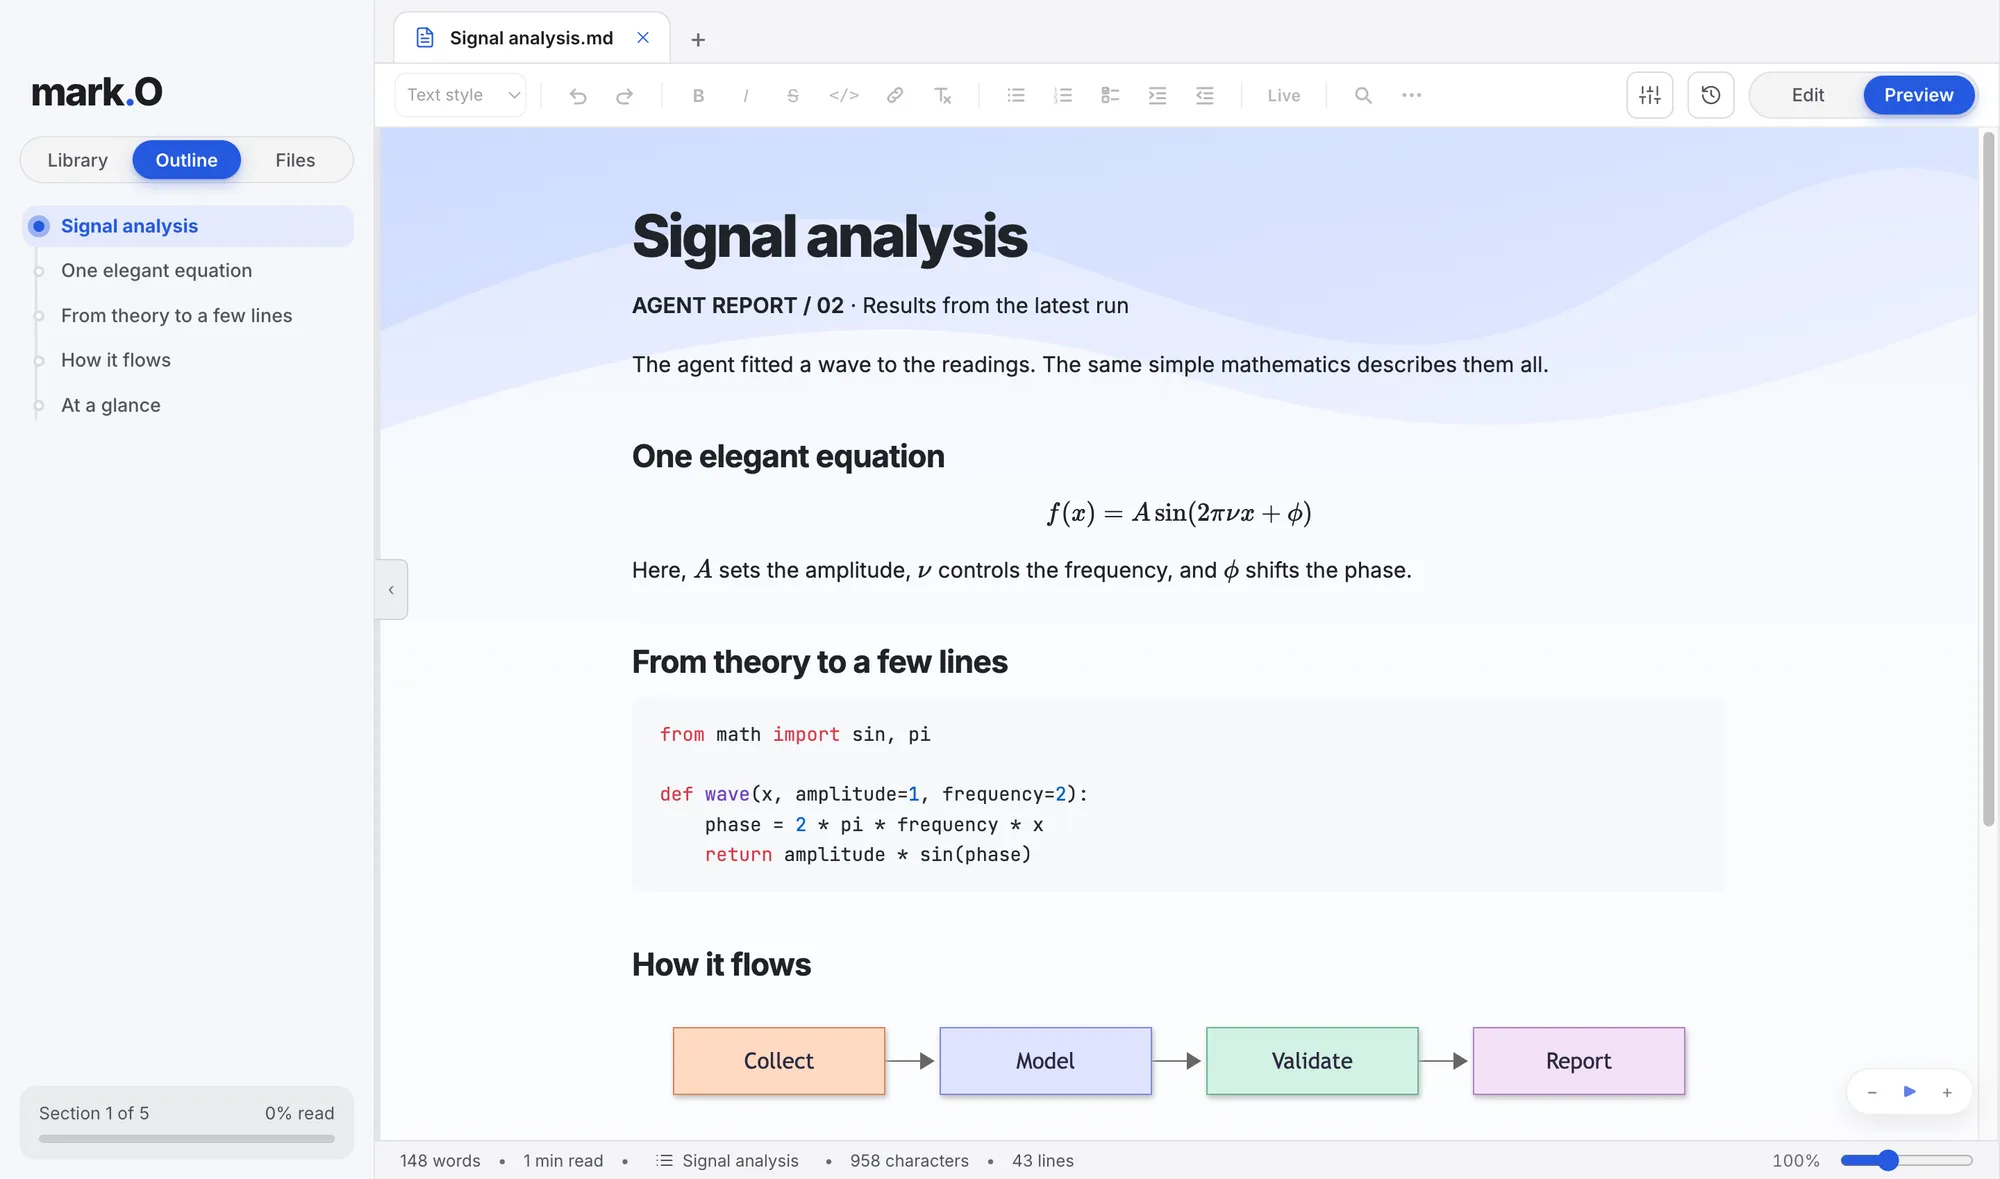 mark.O
Library Outline Files
Signal analysis
One elegant equation
From theory to a few lines
How it flows
At a glance
Section 1 of 5 0% read
Signal analysis.md
Text style
B I S </> Tx Live
Edit Preview
Signal analysis
AGENT REPORT / 02 · Results from the latest run
The agent fitted a wave to the readings. The same simple mathematics describes them all.
One elegant equation
f(x) = A sin(2πνx + ϕ)
Here, A sets the amplitude, ν controls the frequency, and ϕ shifts the phase.
From theory to a few lines
from math import sin, pi
def wave(x, amplitude=1, frequency=2):
    phase = 2 * pi * frequency * x
    return amplitude * sin(phase)
How it flows
Collect Model Validate Report
148 words • 1 min read • Signal analysis • 958 characters • 43 lines
100%